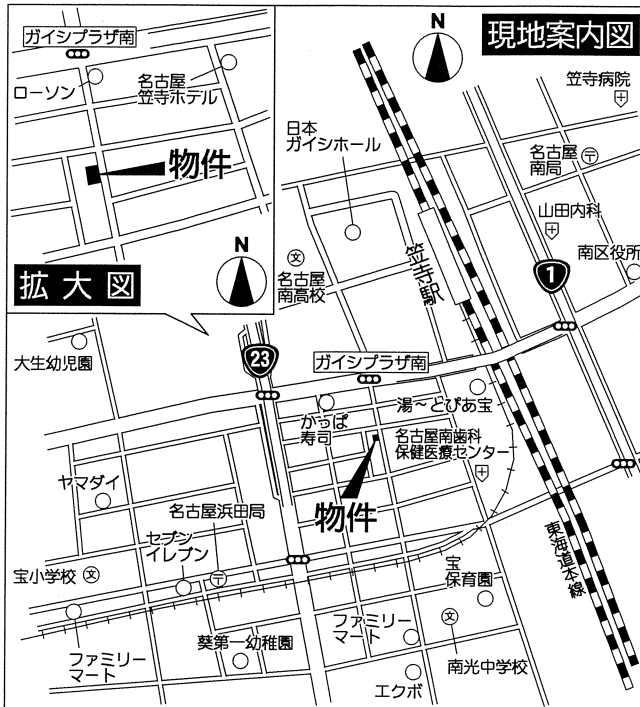 現地案内図
N
ガイシプラザ南
ローソン
名古屋
笠寺ホテル
物件
拡大図
N
笠寺病院
日本
ガイシホール
名古屋
南局
山田内科
南区役所
笠寺駅
1
名古屋
南高校
大生幼児園
23
ガイシプラザ南
かっぱ
寿司
湯〜とぴあ宝
名古屋南歯科
保健医療センター
物件
ヤマダイ
名古屋浜田局
セブン
イレブン
宝小学校
文
東海道本線
宝
保育園
ファミリー
マート
葵第一幼稚園
ファミリー
マート
文
南光中学校
エクボ
文